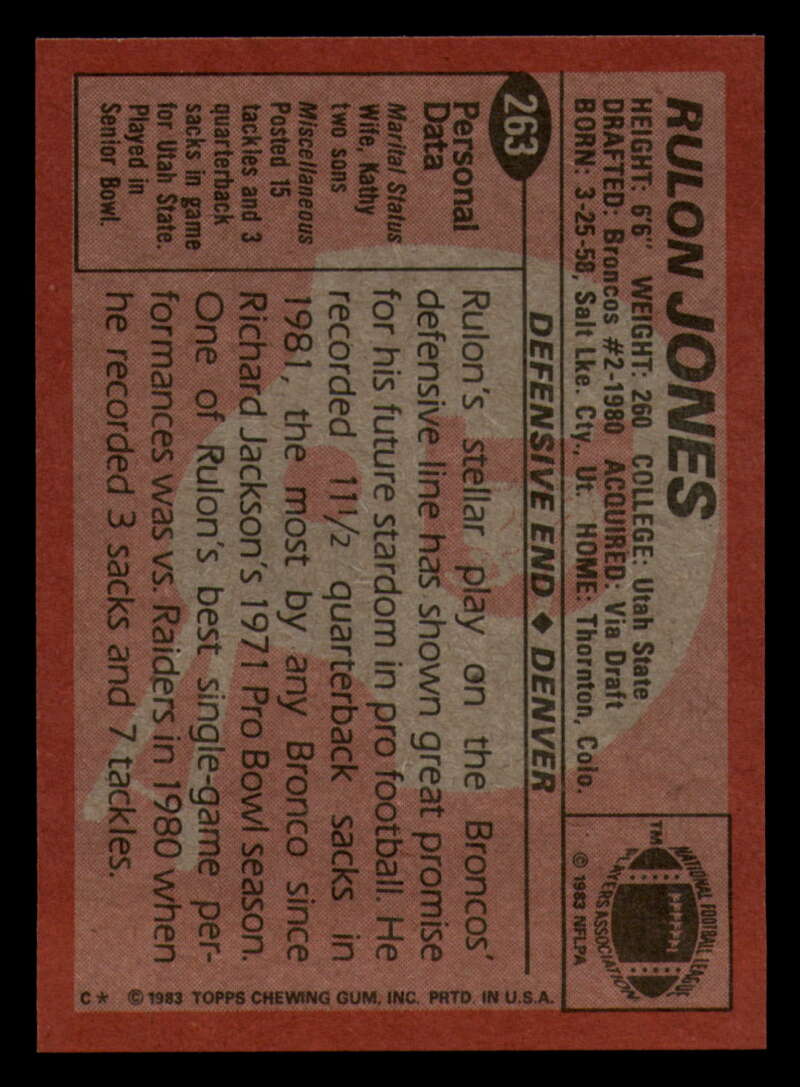 RULON JONES
HEIGHT: 6'6" WEIGHT: 260 COLLEGE: Utah State
DRAFTED: Broncos #2-1980 ACQUIRED: Via Draft
BORN: 3-25-58, Salt Lke. Cty., Ut. HOME: Thornton, Colo.
NATIONAL FOOTBALL LEAGUE
PLAYERS ASSOCIATION
TM
© 1983 NFLPA
263
DEFENSIVE END ◆ DENVER
Personal
Data
Marital Status
Wife, Kathy
two sons
Miscellaneous
Posted 15
tackles and 3
quarterback
sacks in game
for Utah State.
Played in
Senior Bowl.
Rulon's stellar play on the Broncos'
defensive line has shown great promise
for his future stardom in pro football. He
recorded 11½ quarterback sacks in
1981, the most by any Bronco since
Richard Jackson's 1971 Pro Bowl season.
One of Rulon's best single-game per-
formances was vs. Raiders in 1980 when
he recorded 3 sacks and 7 tackles.
C* © 1983 TOPPS CHEWING GUM, INC. PRTD. IN U.S.A.